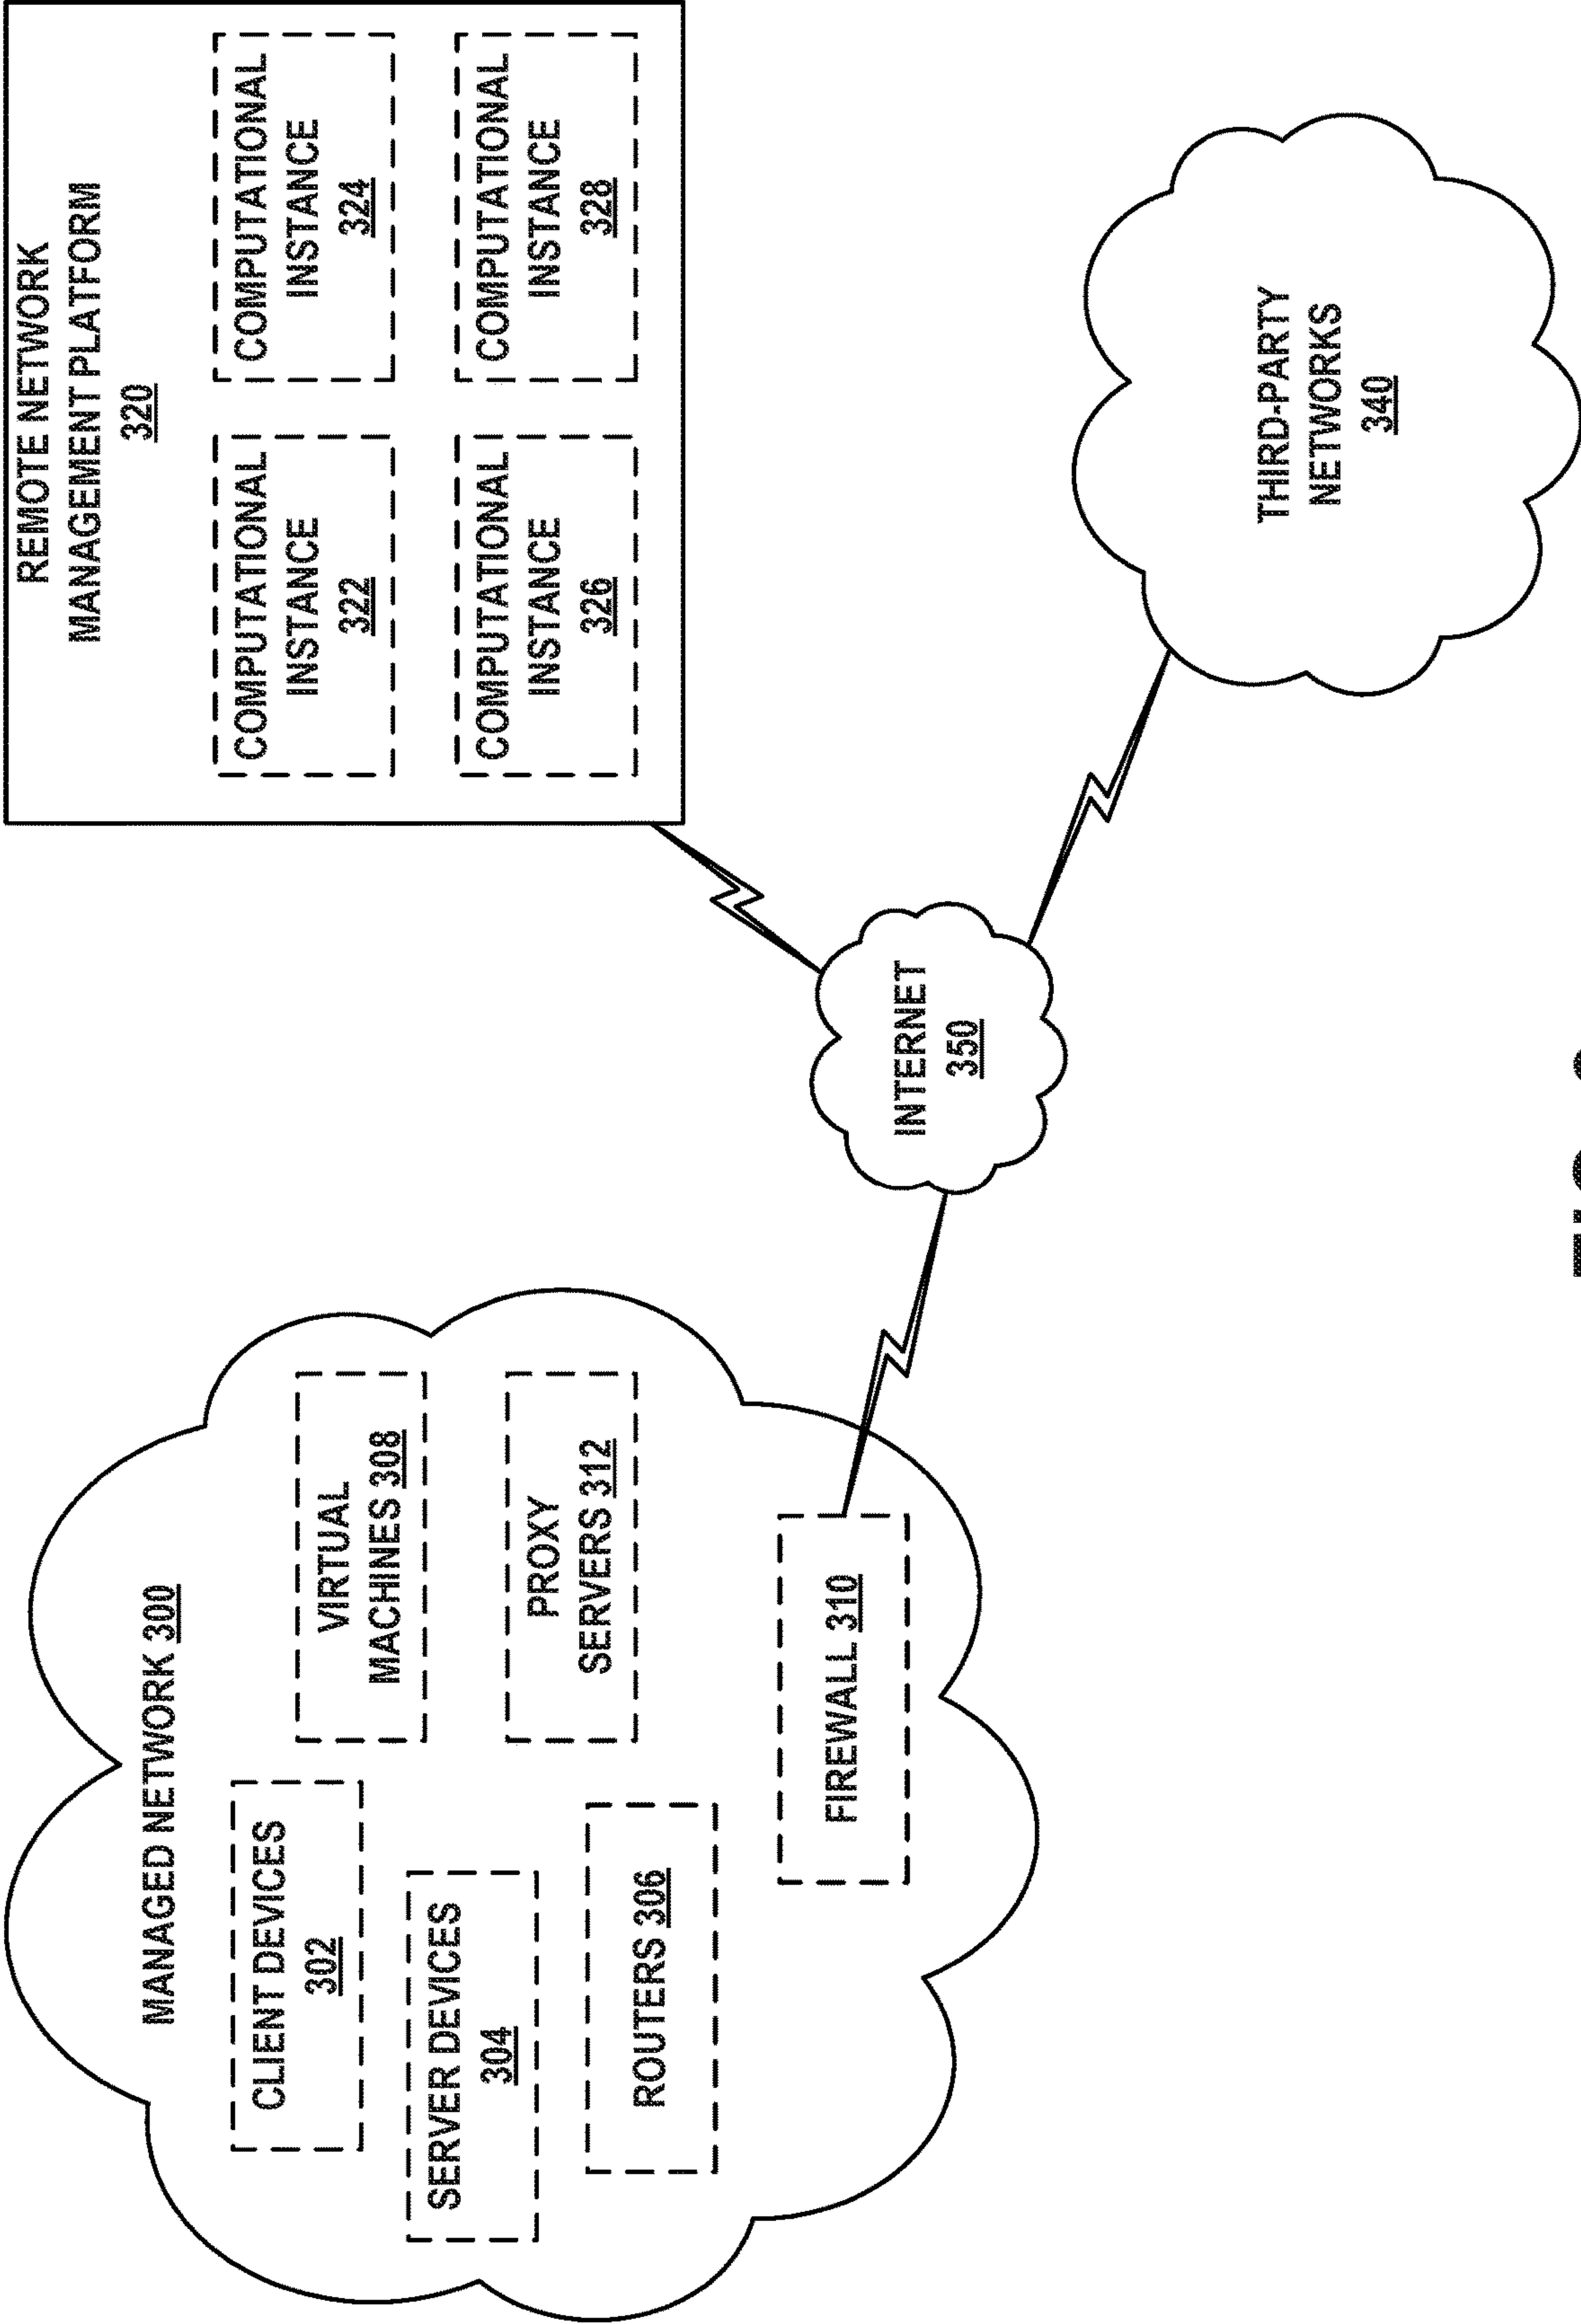 MANAGED NETWORK 300
CLIENT DEVICES
302
SERVER DEVICES
304
ROUTERS 306
VIRTUAL
MACHINES 308
PROXY
SERVERS 312
FIREWALL 310
INTERNET
350
REMOTE NETWORK
MANAGEMENT PLATFORM
320
COMPUTATIONAL
INSTANCE
322
COMPUTATIONAL
INSTANCE
324
COMPUTATIONAL
INSTANCE
326
COMPUTATIONAL
INSTANCE
328
THIRD-PARTY
NETWORKS
340